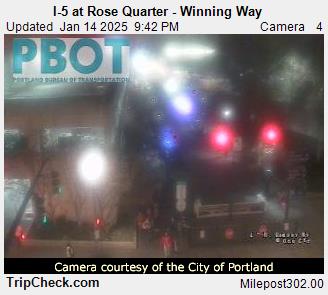 I-5 at Rose Quarter - Winning Way
Updated Jan 14 2025 9:42 PM Camera 4
PBOT
PORTLAND BUREAU OF TRANSPORTATION
Camera courtesy of the City of Portland
TripCheck.com Milepost302.00